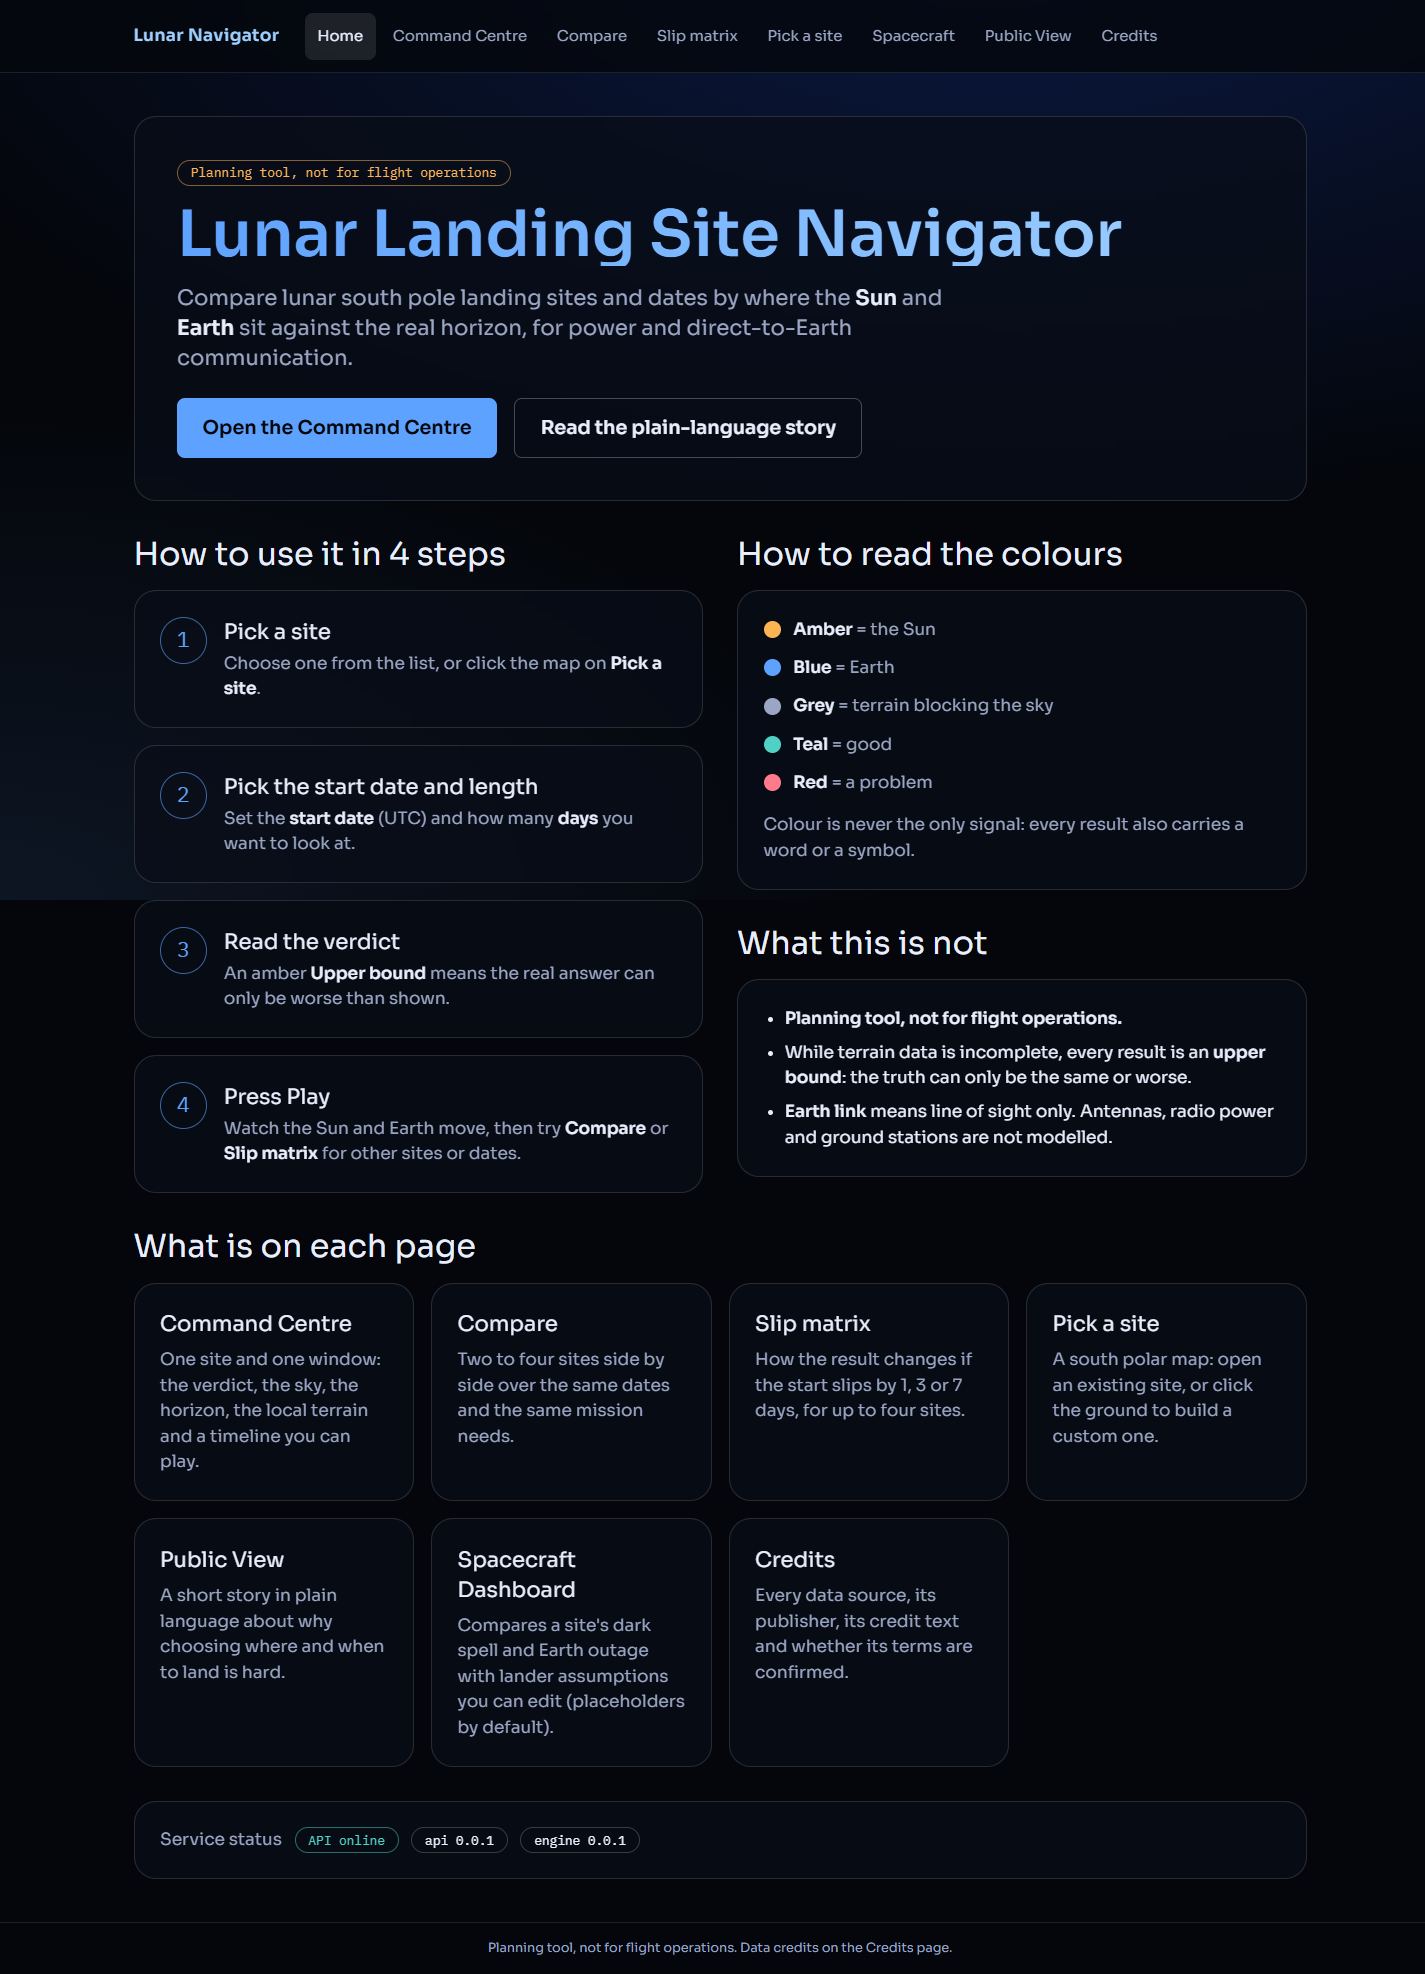 Lunar Navigator
Home
Command Centre
Compare
Slip matrix
Pick a site
Spacecraft
Public View
Credits
Planning tool, not for flight operations
Lunar Landing Site Navigator
Compare lunar south pole landing sites and dates by where the Sun and
Earth sit against the real horizon, for power and direct-to-Earth
communication.
Open the Command Centre
Read the plain-language story
How to use it in 4 steps
1
Pick a site
Choose one from the list, or click the map on Pick a
site.
2
Pick the start date and length
Set the start date (UTC) and how many days you
want to look at.
3
Read the verdict
An amber Upper bound means the real answer can
only be worse than shown.
4
Press Play
Watch the Sun and Earth move, then try Compare or
Slip matrix for other sites or dates.
How to read the colours
Amber = the Sun
Blue = Earth
Grey = terrain blocking the sky
Teal = good
Red = a problem
Colour is never the only signal: every result also carries a
word or a symbol.
What this is not
• Planning tool, not for flight operations.
• While terrain data is incomplete, every result is an upper
bound: the truth can only be the same or worse.
• Earth link means line of sight only. Antennas, radio power
and ground stations are not modelled.
What is on each page
Command Centre
One site and one window:
the verdict, the sky, the
horizon, the local terrain
and a timeline you can
play.
Compare
Two to four sites side by
side over the same dates
and the same mission
needs.
Slip matrix
How the result changes if
the start slips by 1, 3 or 7
days, for up to four sites.
Pick a site
A south polar map: open
an existing site, or click
the ground to build a
custom one.
Public View
A short story in plain
language about why
choosing where and when
to land is hard.
Spacecraft
Dashboard
Compares a site's dark
spell and Earth outage
with lander assumptions
you can edit (placeholders
by default).
Credits
Every data source, its
publisher, its credit text
and whether its terms are
confirmed.
Service status
API online
api 0.0.1
engine 0.0.1
Planning tool, not for flight operations. Data credits on the Credits page.